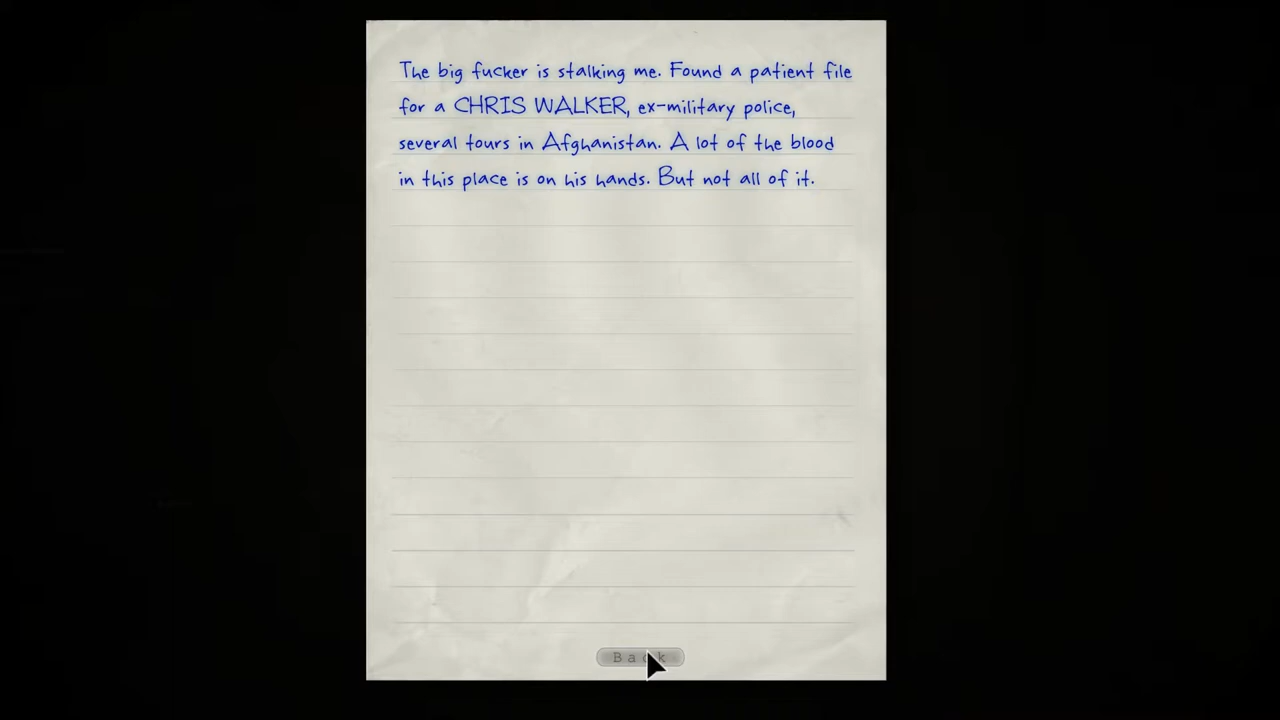 The big fucker is stalking me. Found a patient file
for a CHRIS WALKER, ex-military police,
several tours in Afghanistan. A lot of the blood
in this place is on his hands. But not all of it.
Back